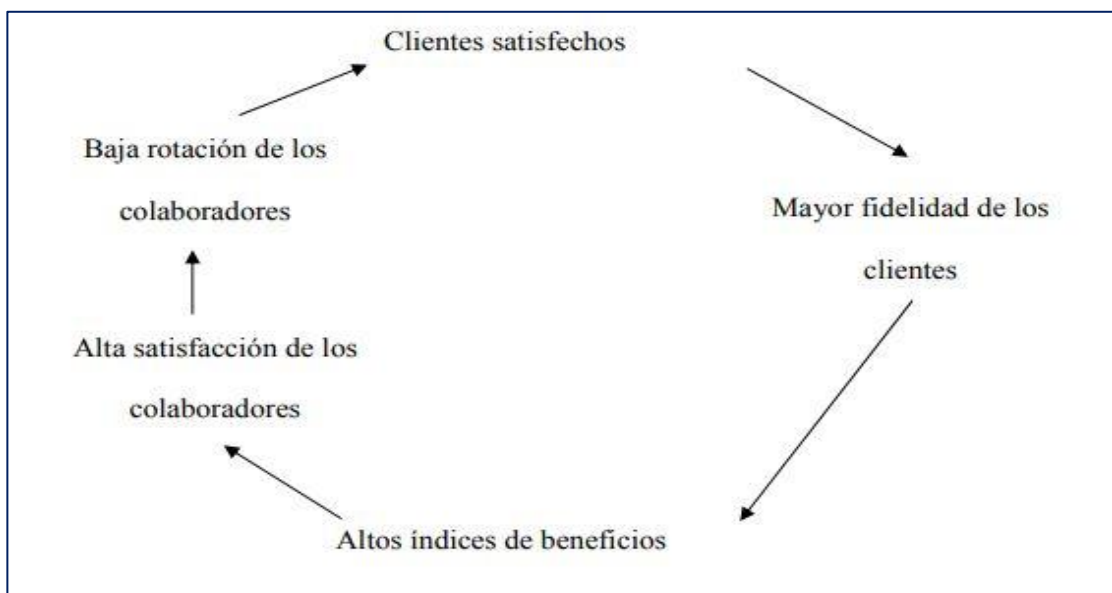 Clientes satisfechos
Baja rotación de los
colaboradores
Mayor fidelidad de los
clientes
Alta satisfacción de los
colaboradores
Altos índices de beneficios